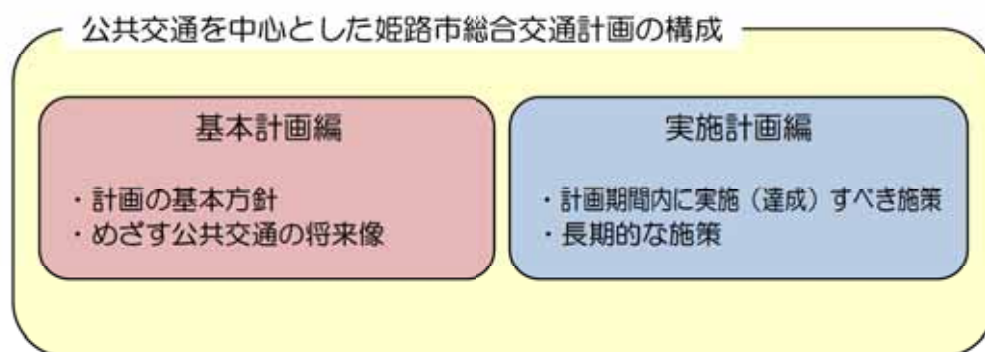 公共交通を中心とした姫路市総合交通計画の構成
基本計画編
・計画の基本方針
・めざす公共交通の将来像
実施計画編
・計画期間内に実施（達成）すべき施策
・長期的な施策